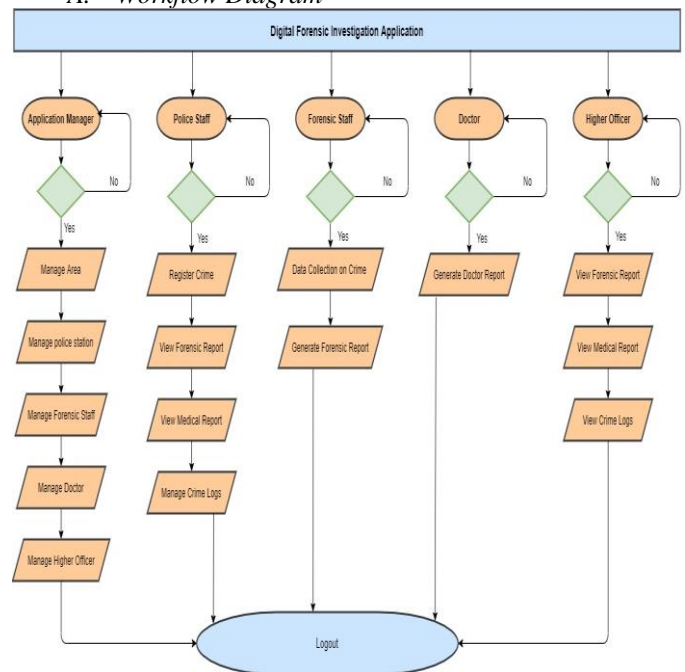 A. Workflow Diagram
Digital Forensic Investigation Application
Application Manager
Police Staff
Forensic Staff
Doctor
Higher Officer
No
No
No
No
No
Yes
Yes
Yes
Yes
Yes
Manage Area
Register Crime
Data Collection on Crime
Generate Doctor Report
View Forensic Report
Manage police station
View Forensic Report
Generate Forensic Report
View Medical Report
Manage Forensic Staff
View Medical Report
View Crime Logs
Manage Doctor
Manage Crime Logs
Manage Higher Officer
Logout